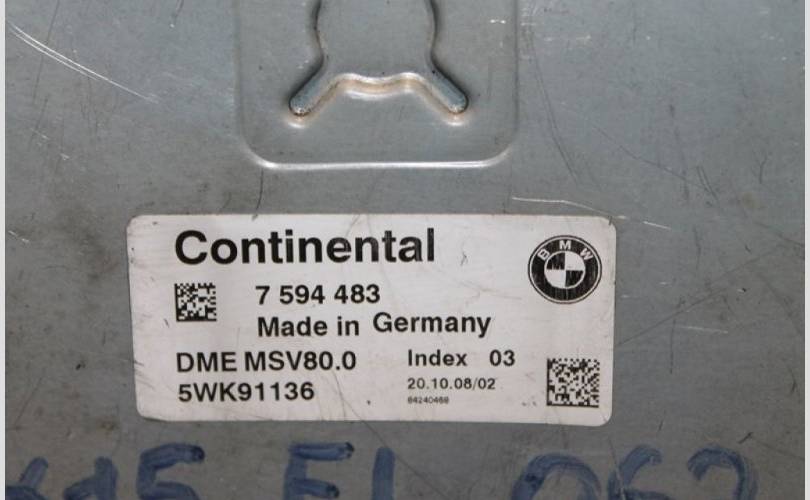 Continental
BMW
7 594 483
Made in Germany
DME MSV80.0 Index 03
5WK91136 20.10.08/02
84240468